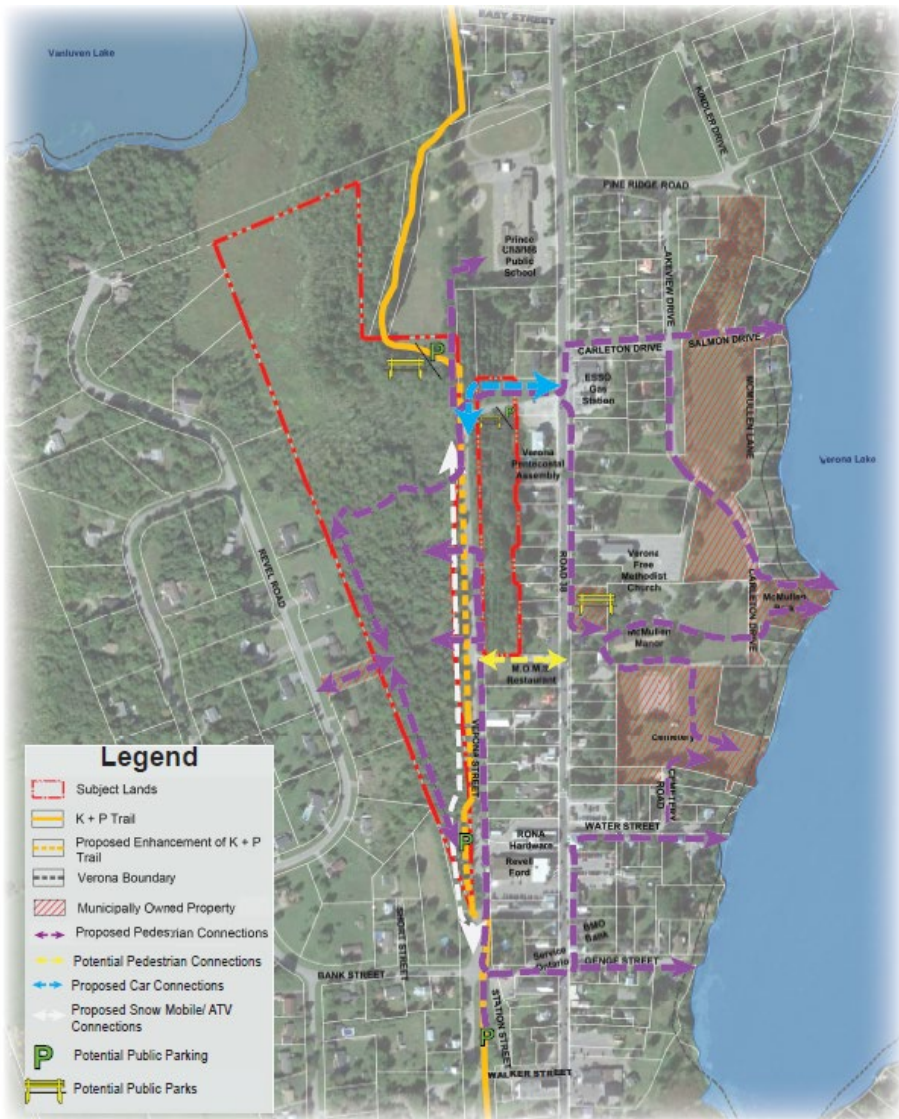 EASY STREET
Vanluven Lake
KINDLER DRIVE
PINE RIDGE ROAD
Prince
Charles
Public
School
LAKEVIEW DRIVE
P
CARLETON DRIVE
SALMON DRIVE
ESSO
Gas
Station
MCMULLEN LANE
P
Verona
Pentecostal
Assembly
Verona Lake
REVEL ROAD
ROAD 38
Verona
Free
Methodist
Church
CARLETON DRIVE
McMullen
McMullen
Manor
M.O.M.'s
Restaurant
VERONA STREET
CEMETERY
ROAD
WATER STREET
RONA
Hardware
P
Revell
Ford
SHORT STREET
BMO
Bank
Service
Ontario
BANK STREET
GENGE STREET
STATION STREET
P
WALKER STREET
Legend
Subject Lands
K + P Trail
Proposed Enhancement of K + P
Trail
Verona Boundary
Municipally Owned Property
Proposed Pedestrian Connections
Potential Pedestrian Connections
Proposed Car Connections
Proposed Snow Mobile/ ATV
Connections
P
Potential Public Parking
Potential Public Parks